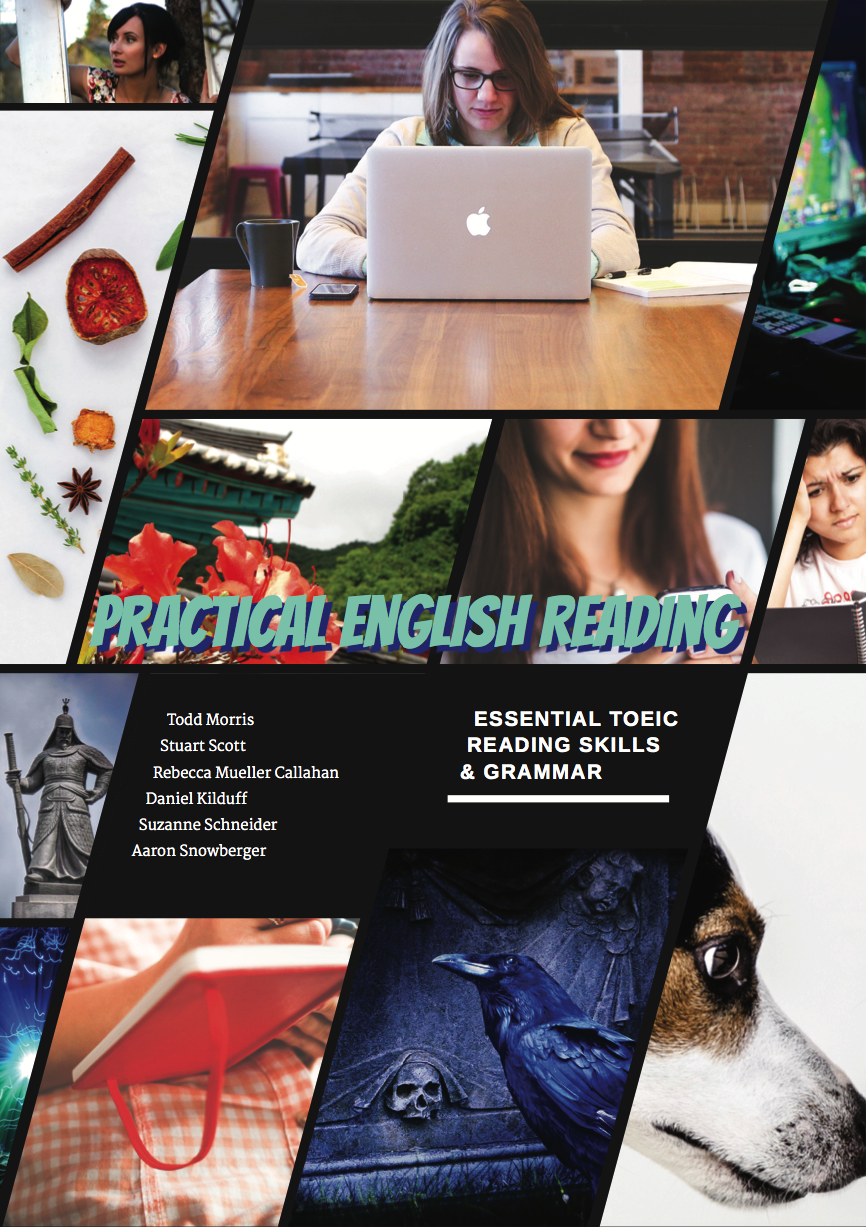 PRACTICAL ENGLISH READING
Todd Morris
Stuart Scott
Rebecca Mueller Callahan
Daniel Kilduff
Suzanne Schneider
Aaron Snowberger
ESSENTIAL TOEIC
READING SKILLS
& GRAMMAR